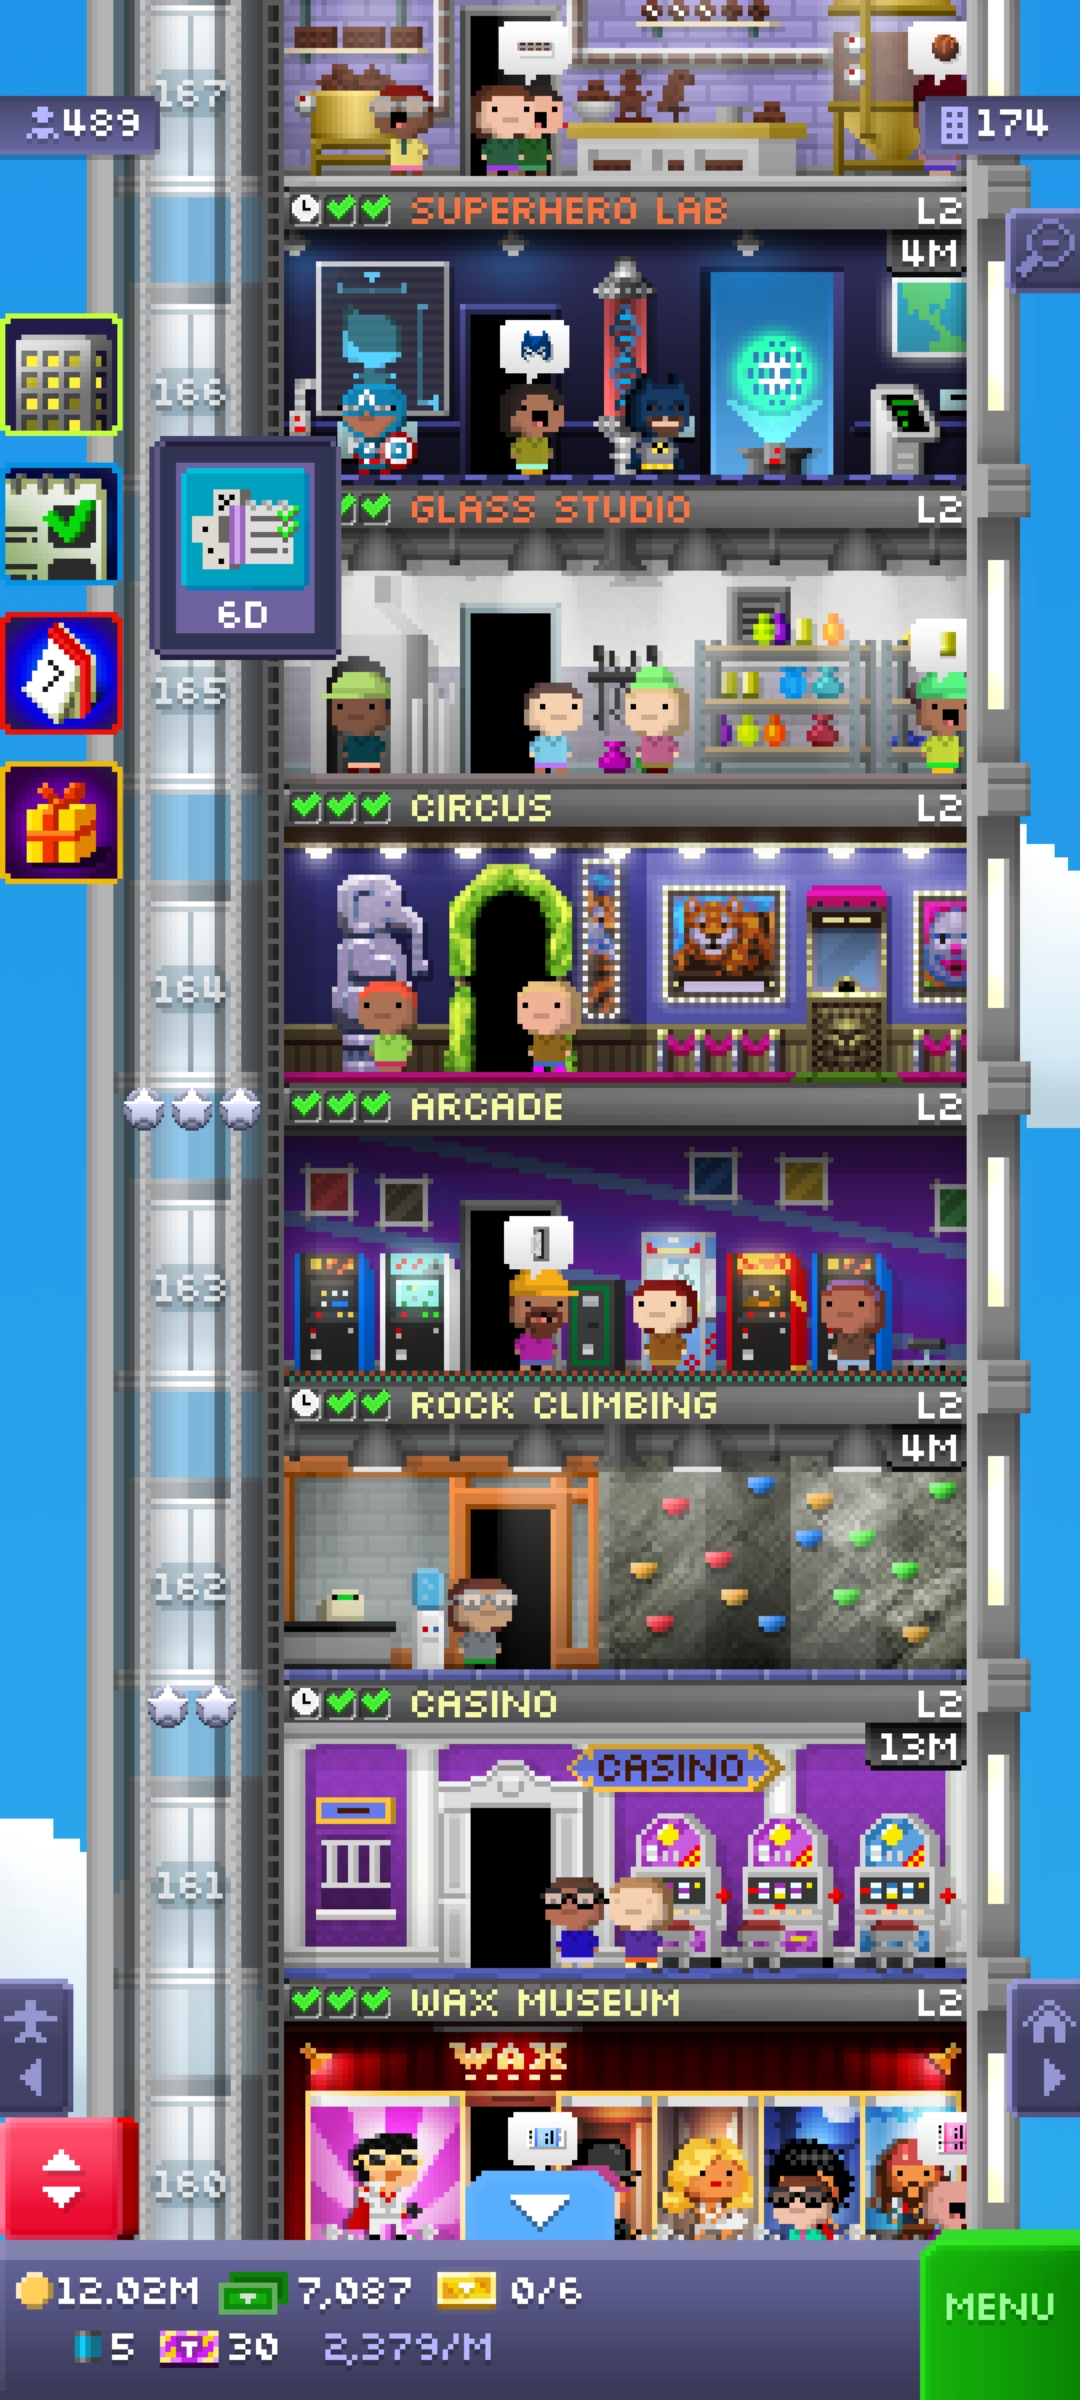 167
489
174
SUPERHERO LAB L2
4M
166
GLASS STUDIO L2
6D
7
165
CIRCUS L2
164
ARCADE L2
163
ROCK CLIMBING L2
4M
162
CASINO L2
13M
CASINO
161
WAX MUSEUM L2
WAX
160
12.02M 7,087 0/6
MENU
5 T 30 2,379/M